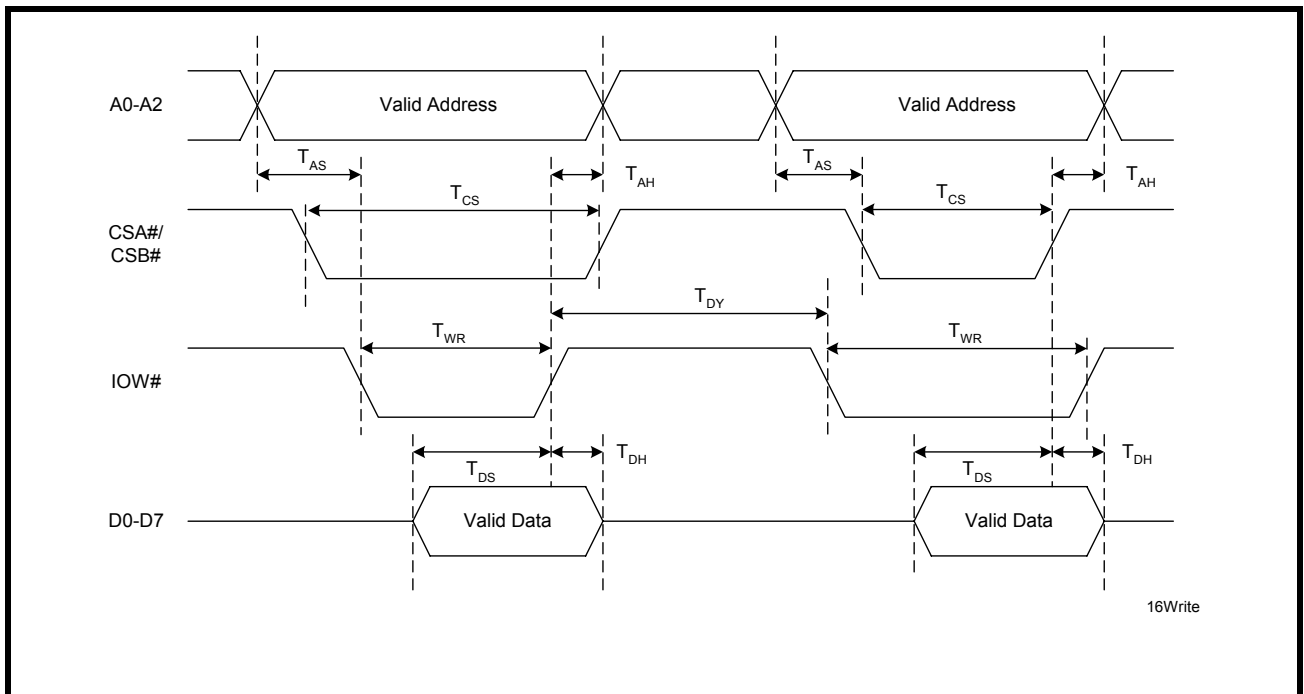 A0-A2
Valid Address
Valid Address
TAS
TAH
TAS
TAH
TCS
TCS
CSA#/
CSB#
TDY
TWR
TWR
IOW#
TDS
TDH
TDS
TDH
D0-D7
Valid Data
Valid Data
16Write